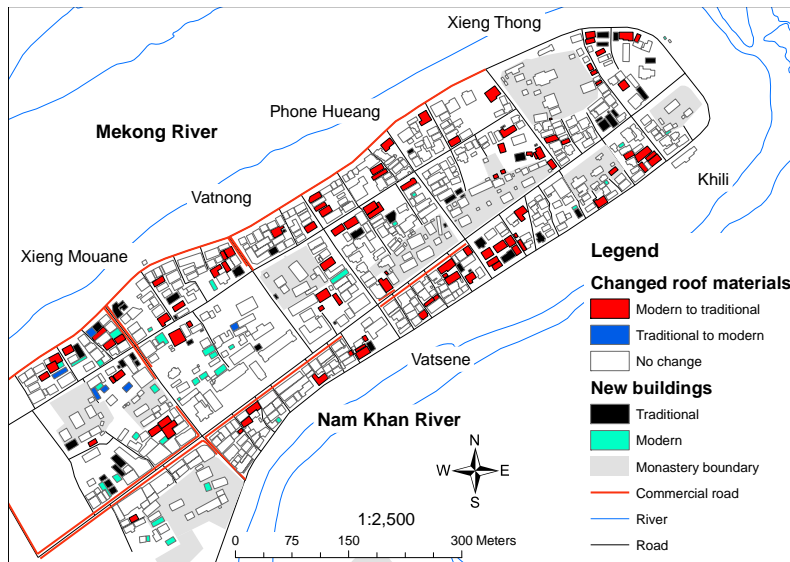 Xieng Thong
Phone Hueang
Mekong River
Vatnong
Khili
Xieng Mouane
Vatsene
Nam Khan River
N
W E
S
1:2,500
0 75 150 300 Meters
Legend
Changed roof materials
Modern to traditional
Traditional to modern
No change
New buildings
Traditional
Modern
Monastery boundary
Commercial road
River
Road